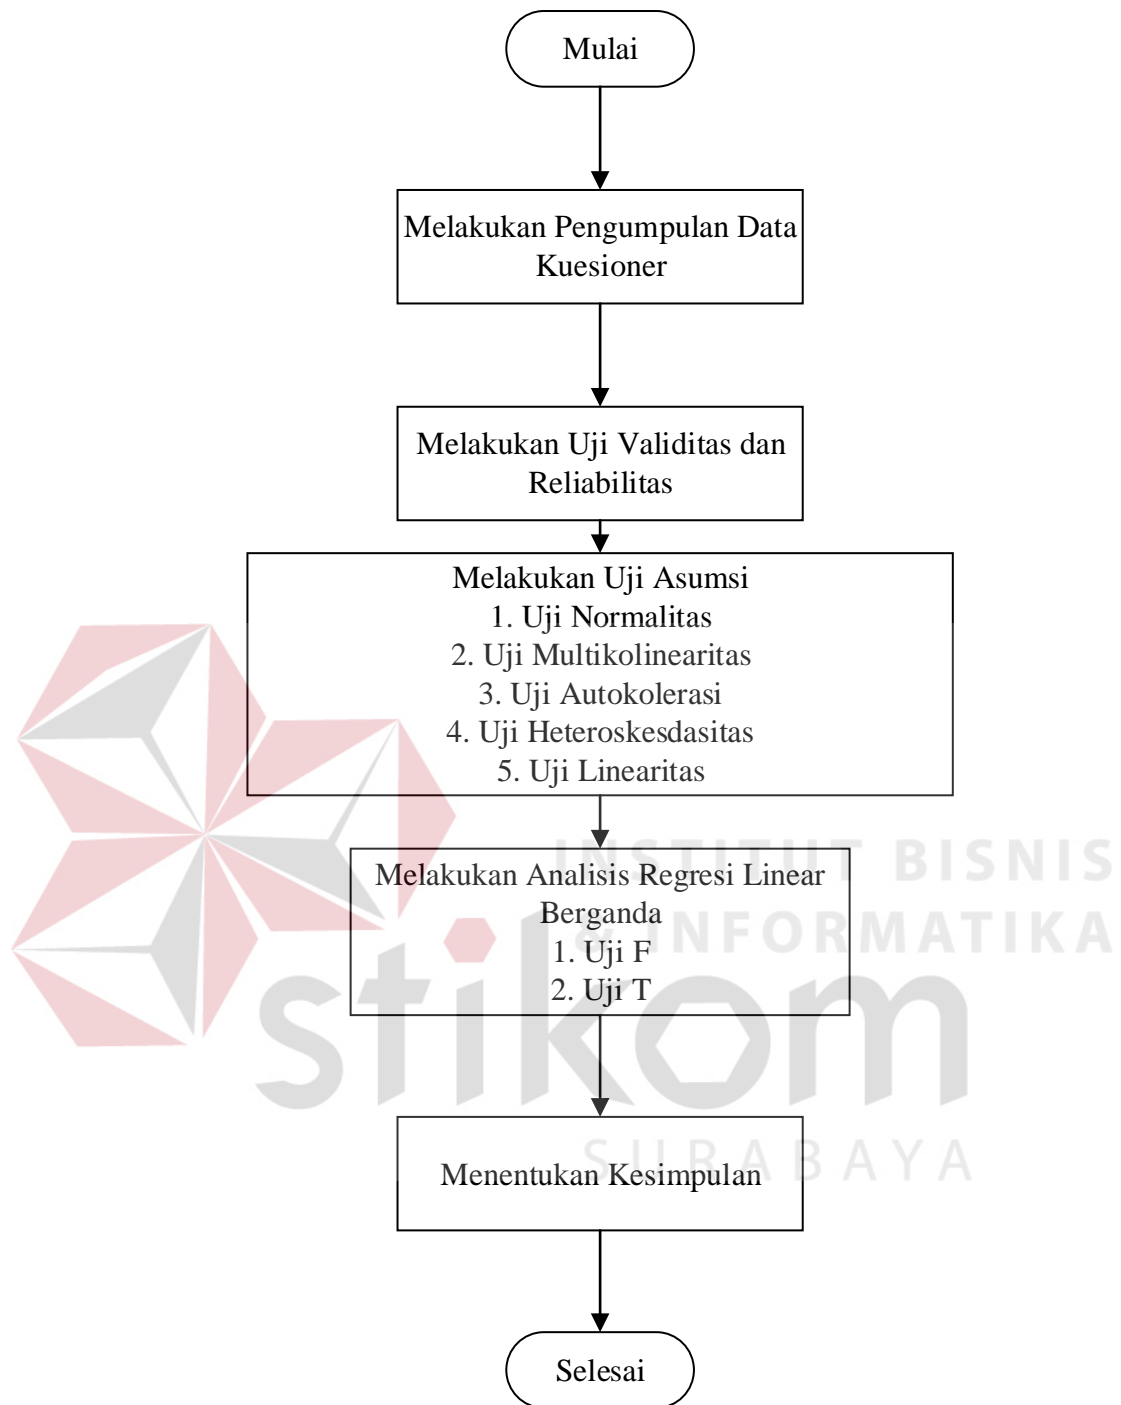 Mulai
Melakukan Pengumpulan Data
Kuesioner
Melakukan Uji Validitas dan
Reliabilitas
Melakukan Uji Asumsi
1. Uji Normalitas
2. Uji Multikolinearitas
3. Uji Autokolerasi
4. Uji Heteroskesdasitas
5. Uji Linearitas
Melakukan Analisis Regresi Linear
Berganda
1. Uji F
2. Uji T
Menentukan Kesimpulan
Selesai
INSTITUT BISNIS
& INFORMATIKA
stikom
SURABAYA